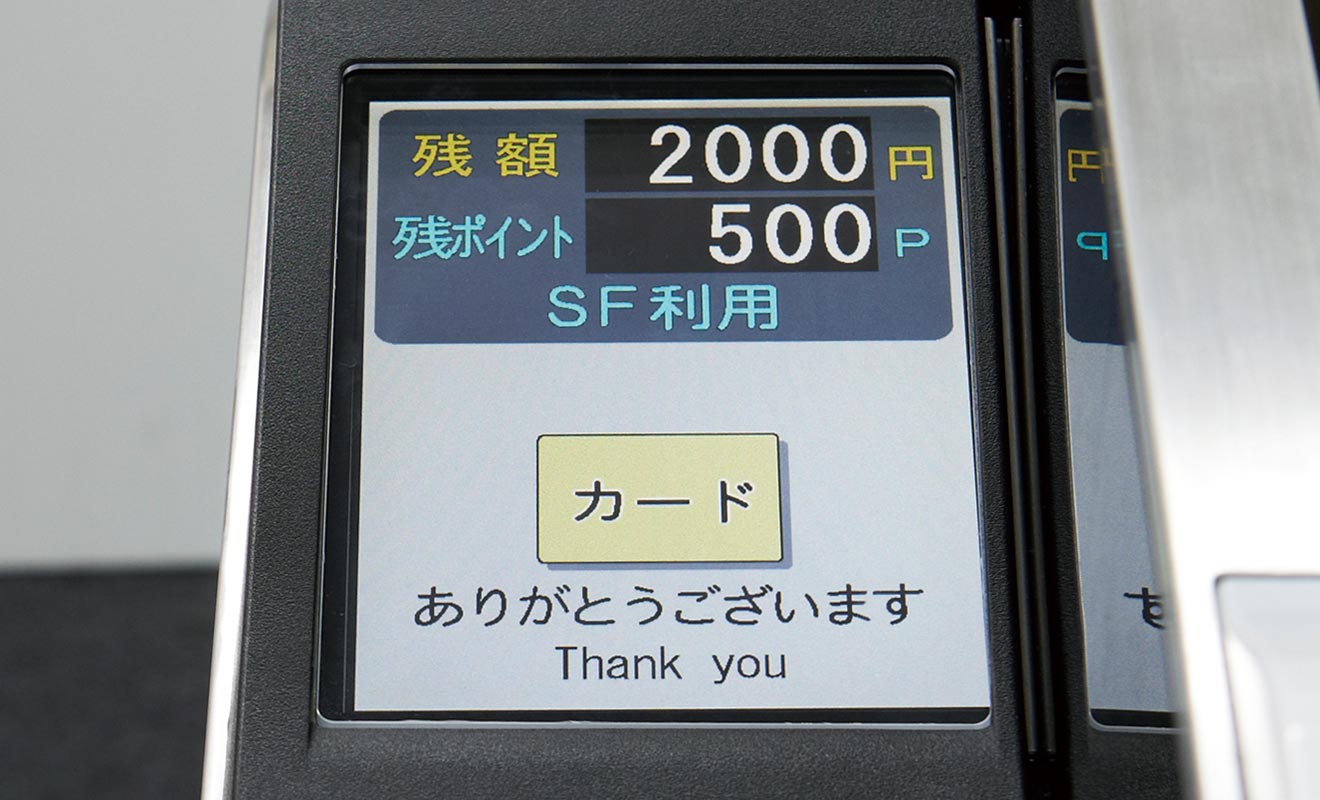 残額 2000 円
残ポイント 500 P
SF利用
カード
ありがとうございます
Thank you